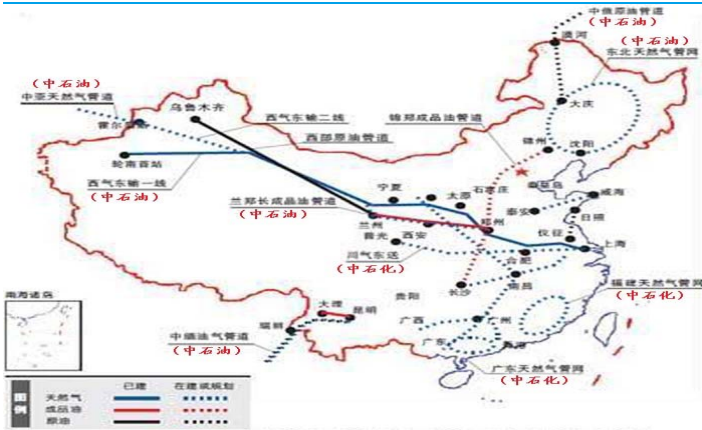 中俄原油管道
(中石油)
漠河
(中石油)
东北天然气管网
(中石油)
中亚天然气管道
乌鲁木齐
霍尔果斯
西气东输二线
西部原油管道
锦郑成品油管道
大庆
锦州
沈阳
轮南首站
西气东输一线
(中石油)
兰郑长成品油管道
(中石油)
宁夏
太原
石家庄
秦皇岛
威海
泰安
日照
兰州
西安
郑州
仪征
上海
普光
川气东送
(中石化)
合肥
南昌
长沙
贵阳
福建天然气管网
(中石化)
南海诸岛
大理
昆明
瑞丽
广西
广州
中缅油气管道
(中石油)
广东
香港
广东天然气管网
(中石化)
图例
已建
在建或规划
天然气
成品油
原油